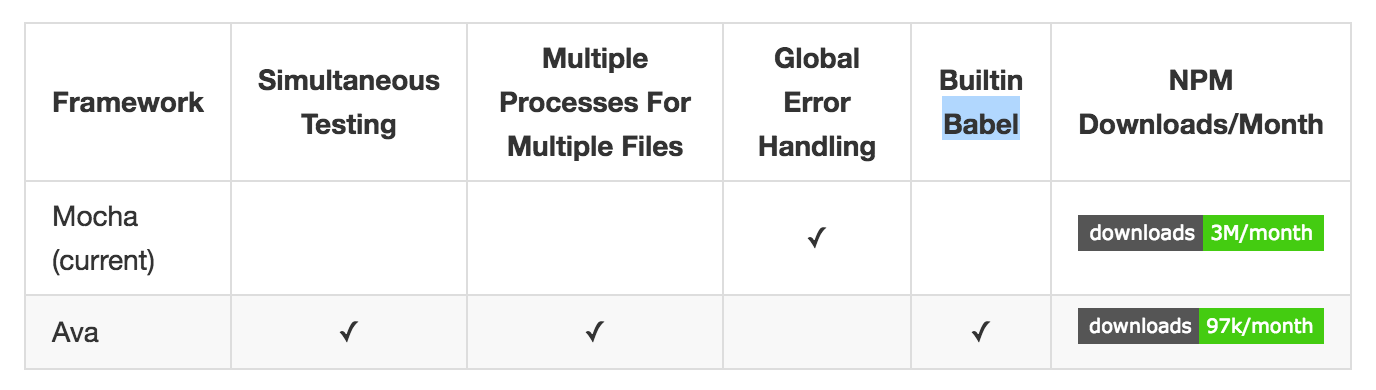 Framework
Simultaneous
Testing
Multiple
Processes For
Multiple Files
Global
Error
Handling
Builtin
Babel
NPM
Downloads/Month
Mocha
(current)
✓
downloads 3M/month
Ava
✓
✓
✓
downloads 97k/month